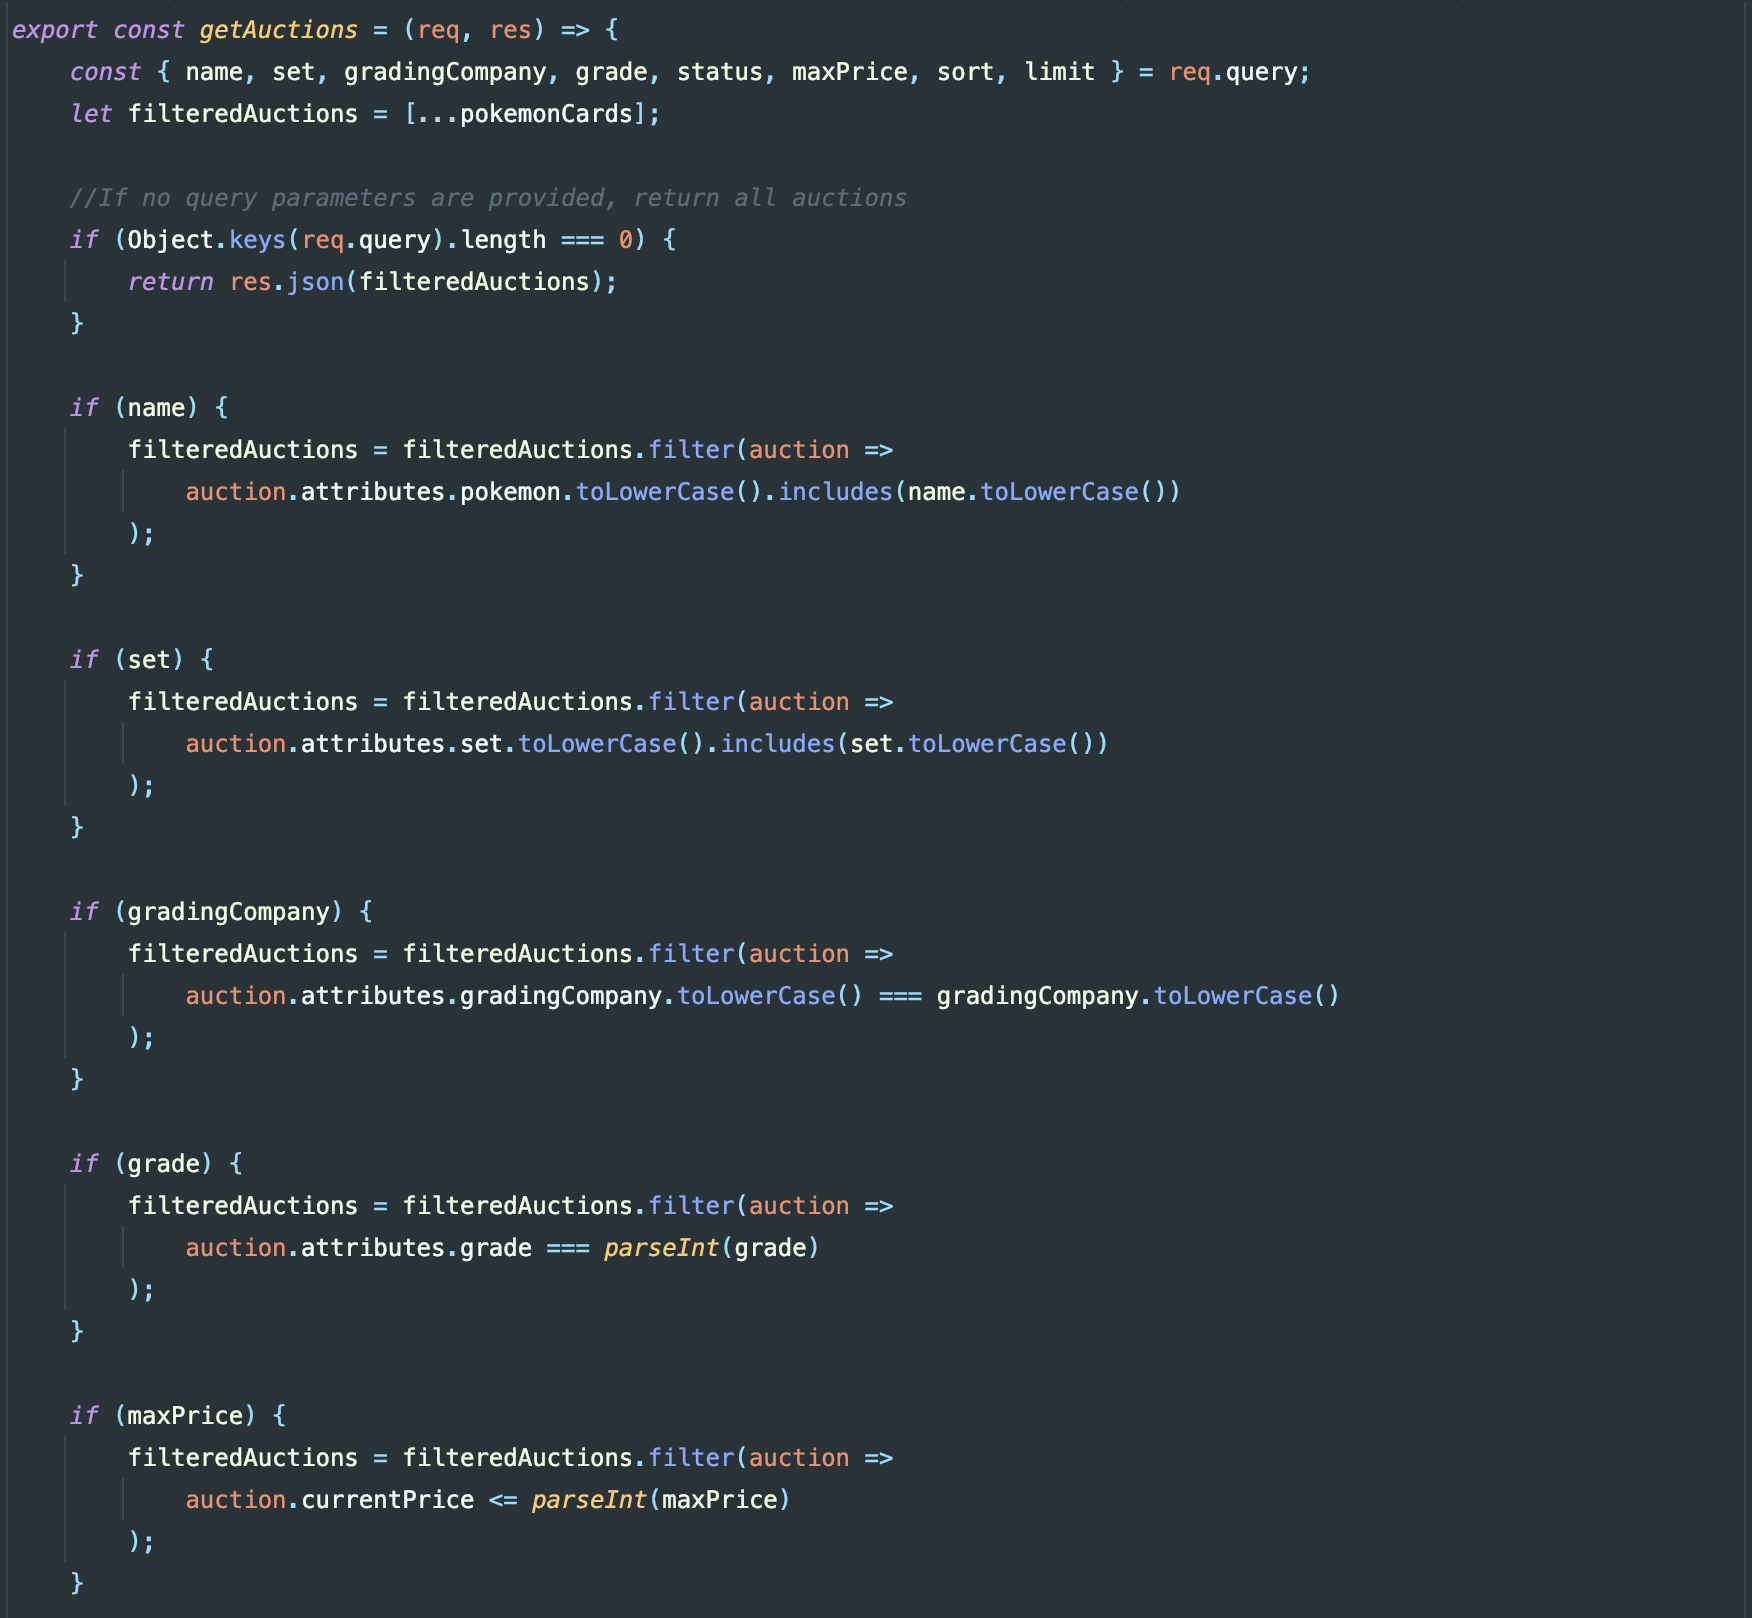 export const getAuctions = (req, res) => {
    const { name, set, gradingCompany, grade, status, maxPrice, sort, limit } = req.query;
    let filteredAuctions = [...pokemonCards];

    //If no query parameters are provided, return all auctions
    if (Object.keys(req.query).length === 0) {
        return res.json(filteredAuctions);
    }

    if (name) {
        filteredAuctions = filteredAuctions.filter(auction =>
            auction.attributes.pokemon.toLowerCase().includes(name.toLowerCase())
        );
    }

    if (set) {
        filteredAuctions = filteredAuctions.filter(auction =>
            auction.attributes.set.toLowerCase().includes(set.toLowerCase())
        );
    }

    if (gradingCompany) {
        filteredAuctions = filteredAuctions.filter(auction =>
            auction.attributes.gradingCompany.toLowerCase() === gradingCompany.toLowerCase()
        );
    }

    if (grade) {
        filteredAuctions = filteredAuctions.filter(auction =>
            auction.attributes.grade === parseInt(grade)
        );
    }

    if (maxPrice) {
        filteredAuctions = filteredAuctions.filter(auction =>
            auction.currentPrice <= parseInt(maxPrice)
        );
    }